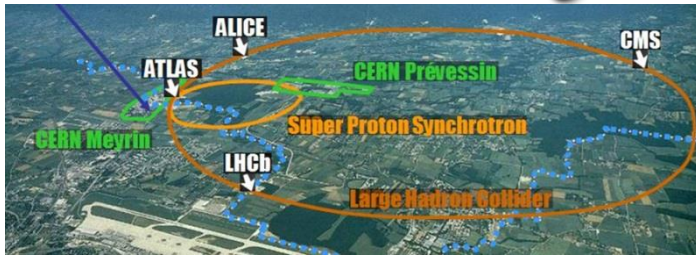 ALICE
CMS
ATLAS
CERN Prévessin
CERN Meyrin
Super Proton Synchrotron
LHCb
Large Hadron Collider